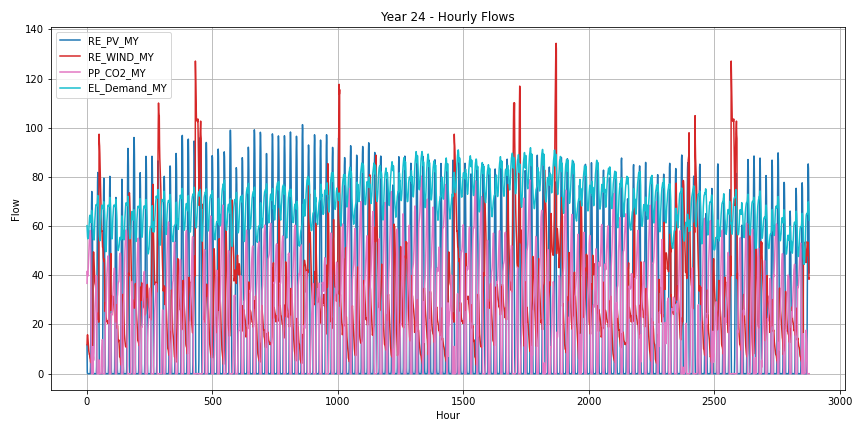 Year 24 - Hourly Flows
RE_PV_MY
RE_WIND_MY
PP_CO2_MY
EL_Demand_MY
Flow
140
120
100
80
60
40
20
0
0 500 1000 1500 2000 2500 3000
Hour